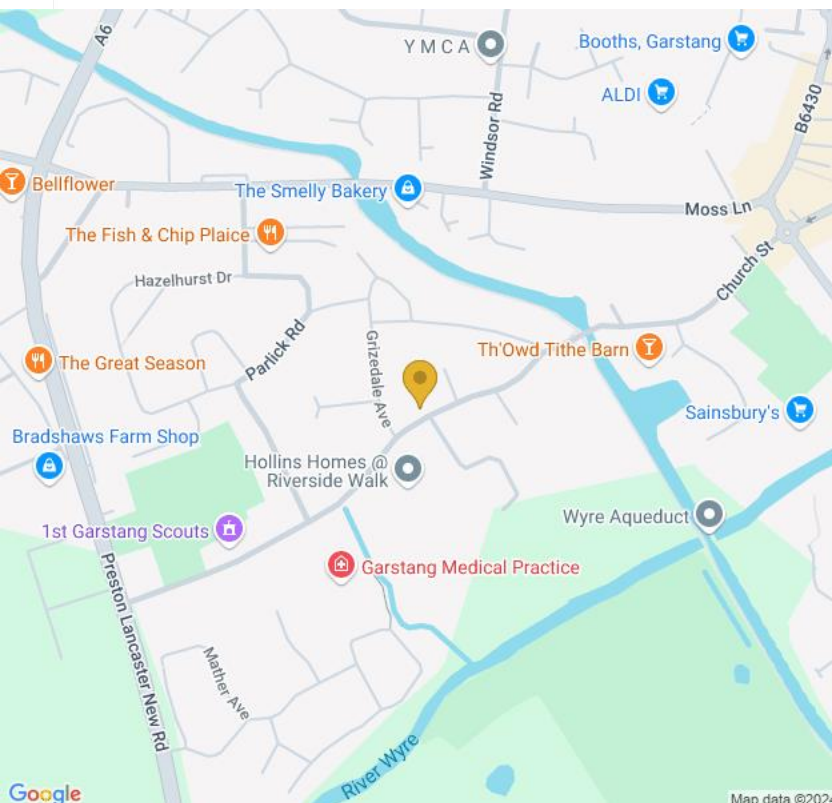 A6
YMCA
Booths, Garstang
ALDI
Windsor Rd
B6430
Bellflower
The Smelly Bakery
Moss Ln
The Fish & Chip Plaice
Church St
Hazelhurst Dr
Parlick Rd
Grizedale Ave
Th'Owd Tithe Barn
The Great Season
Sainsbury's
Bradshaws Farm Shop
Hollins Homes @
Riverside Walk
Wyre Aqueduct
1st Garstang Scouts
Garstang Medical Practice
Preston Lancaster New Rd
Mather Ave
River Wyre
Google
Map data ©2024